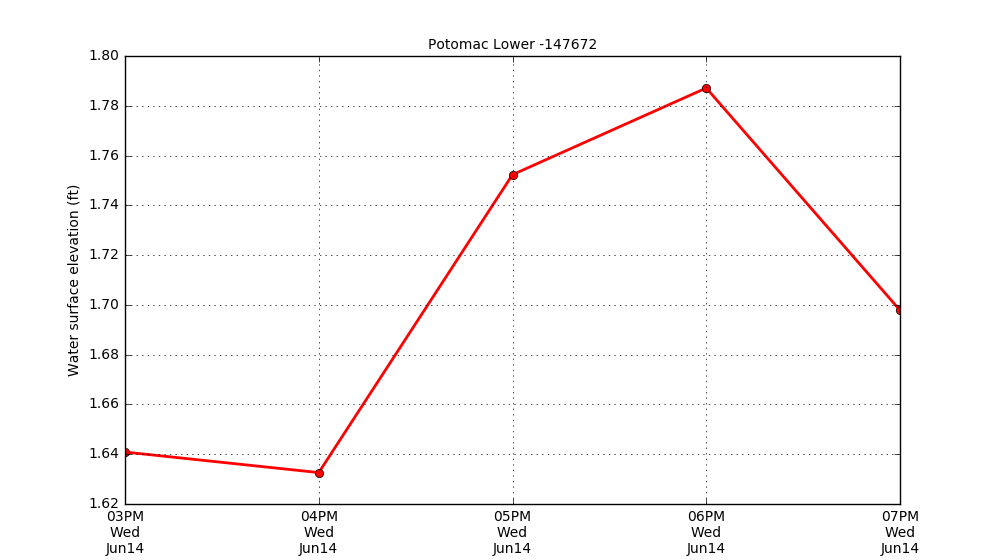 Potomac Lower -147672
Water surface elevation (ft)
1.80
1.78
1.76
1.74
1.72
1.70
1.68
1.66
1.64
1.62
03PM
Wed
Jun14
04PM
Wed
Jun14
05PM
Wed
Jun14
06PM
Wed
Jun14
07PM
Wed
Jun14